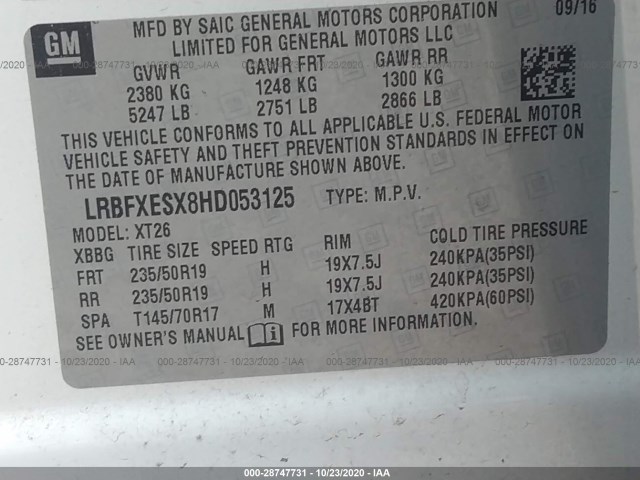 GM
MFD BY SAIC GENERAL MOTORS CORPORATION 09/16
LIMITED FOR GENERAL MOTORS LLC
GVWR GAWR FRT GAWR RR
2380 KG 1248 KG 1300 KG
5247 LB 2751 LB 2866 LB
THIS VEHICLE CONFORMS TO ALL APPLICABLE U.S. FEDERAL MOTOR
VEHICLE SAFETY AND THEFT PREVENTION STANDARDS IN EFFECT ON
THE DATE OF MANUFACTURE SHOWN ABOVE.
LRBFXESX8HD053125 TYPE: M.P.V.
MODEL: XT26
XBBG TIRE SIZE SPEED RTG RIM COLD TIRE PRESSURE
FRT 235/50R19 H 19X7.5J 240KPA(35PSI)
RR 235/50R19 H 19X7.5J 240KPA(35PSI)
SPA T145/70R17 M 17X4BT 420KPA(60PSI)
SEE OWNER'S MANUAL FOR MORE INFORMATION.
000-28747731 - 10/23/2020 - IAA